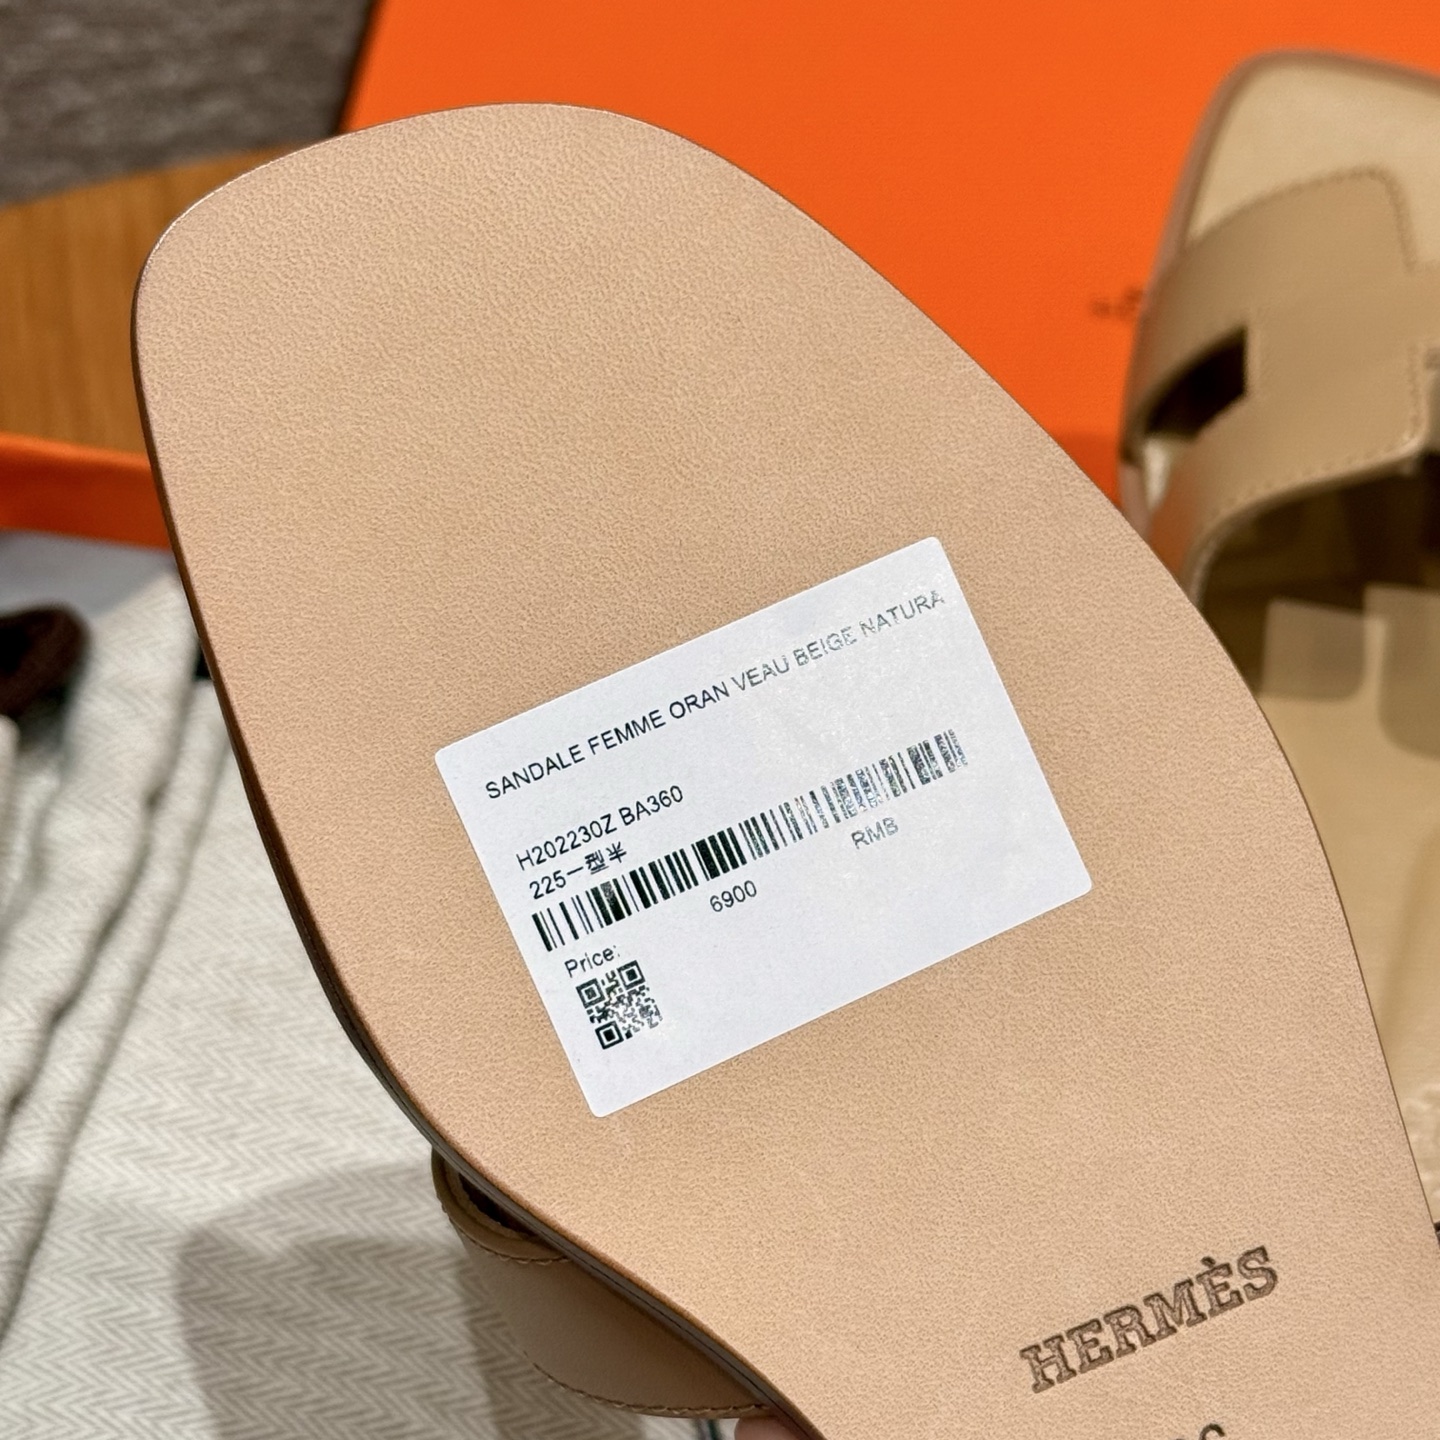 SANDALE FEMME ORAN VEAU BEIGE NATURA
H202230Z BA360
225一型半
6900
RMB
Price:
HERMÈS